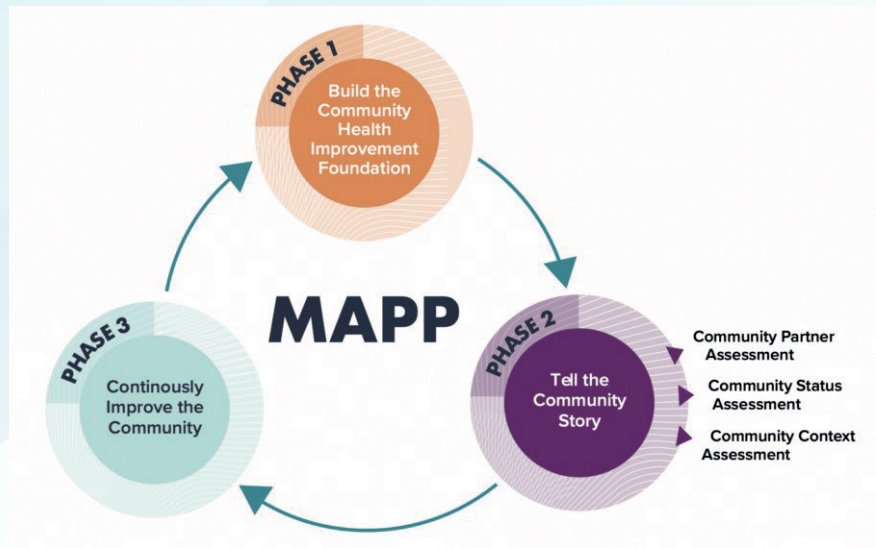 PHASE 1
Build the
Community
Health
Improvement
Foundation
MAPP
PHASE 2
Tell the
Community
Story
Community Partner
Assessment
Community Status
Assessment
Community Context
Assessment
PHASE 3
Continously
Improve the
Community